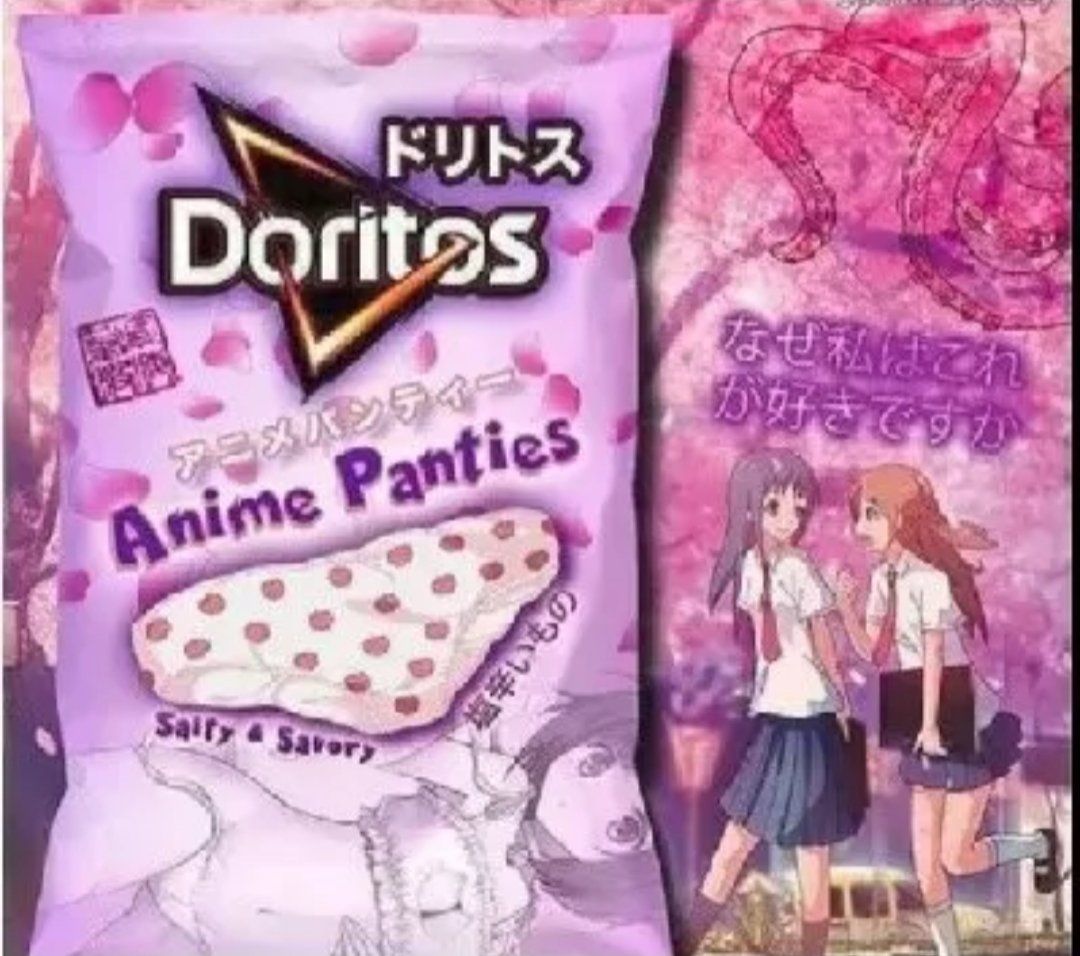 ドリトス
Doritos
アニメパンティー
Anime Panties
塩辛いもの
Salty & Savory
なぜ私はこれ
が好きですか